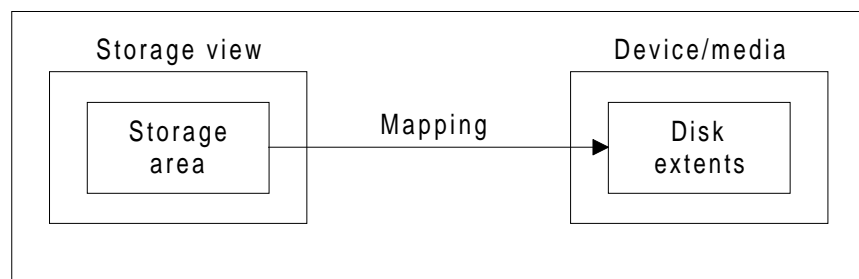 Storage view
Device/media
Mapping
Storage
area
Disk
extents